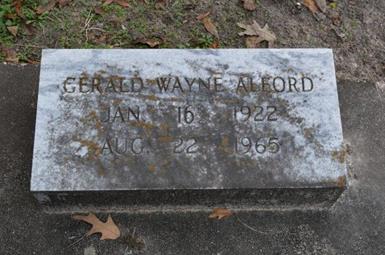 GERALD WAYNE ALFORD
JAN. 16 1922
AUG. 22 1965